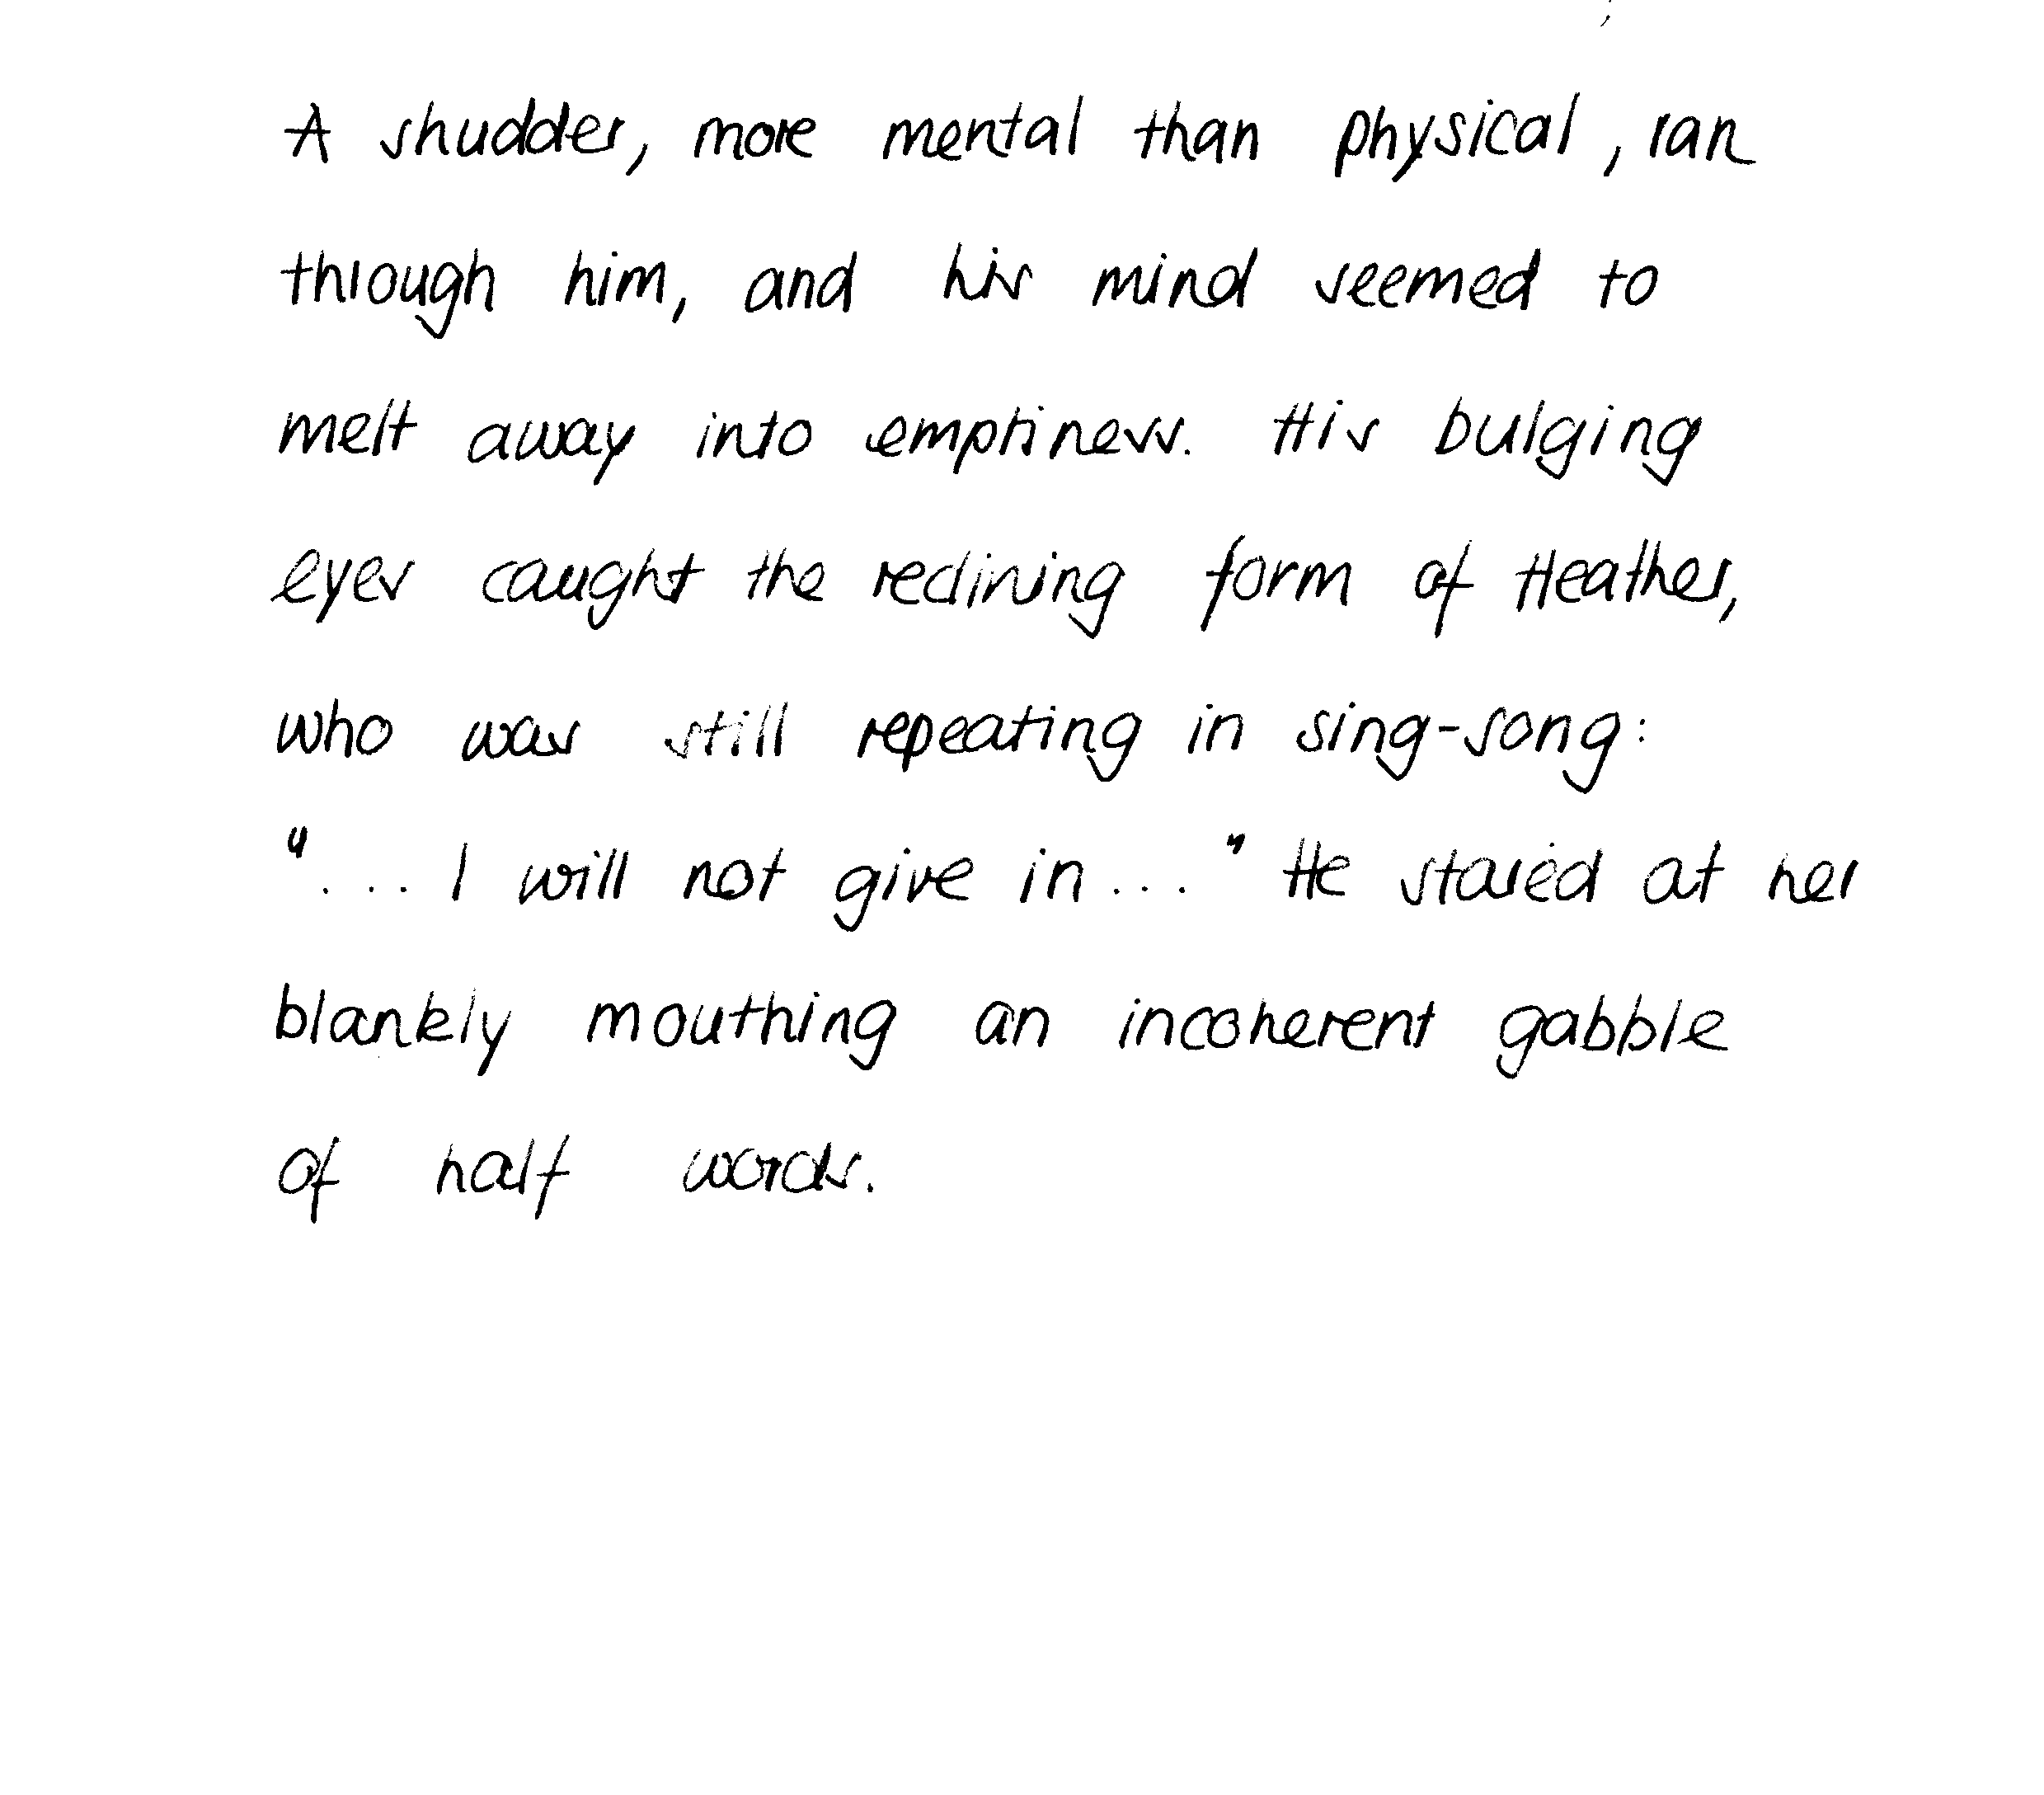 A shudder, more mental than physical, ran
through him, and his mind seemed to
melt away into emptiness. His bulging
eyes caught the reclining form of Heather,
who was still repeating in sing-song:
"... I will not give in..." He stared at her
blankly mouthing an incoherent gabble
of half words.